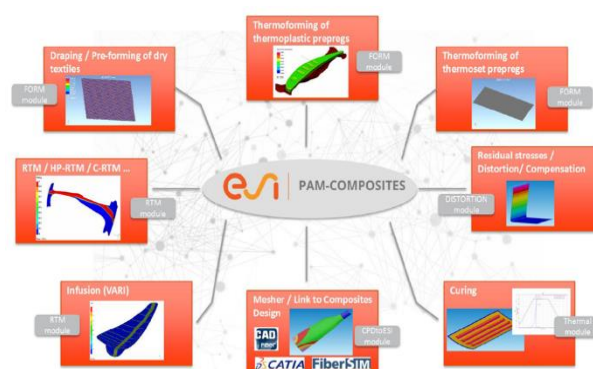 Thermoforming of
thermoplastic prepregs
FORM
module
Draping / Pre-forming of dry
textiles
FORM
module
Thermoforming of
thermoset prepregs
FORM
module
RTM / HP-RTM / C-RTM ...
RTM
module
esi PAM-COMPOSITES
Residual stresses /
Distortion/ Compensation
DISTORTION
module
Infusion (VARI)
RTM
module
Mesher / Link to Composites
Design
CAD
CATIA FiberSIM
module
Curing
Thermal
module